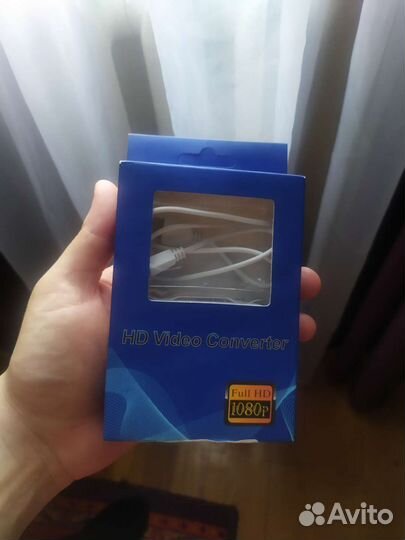 HD Video Converter
Full HD
1080P
Avito